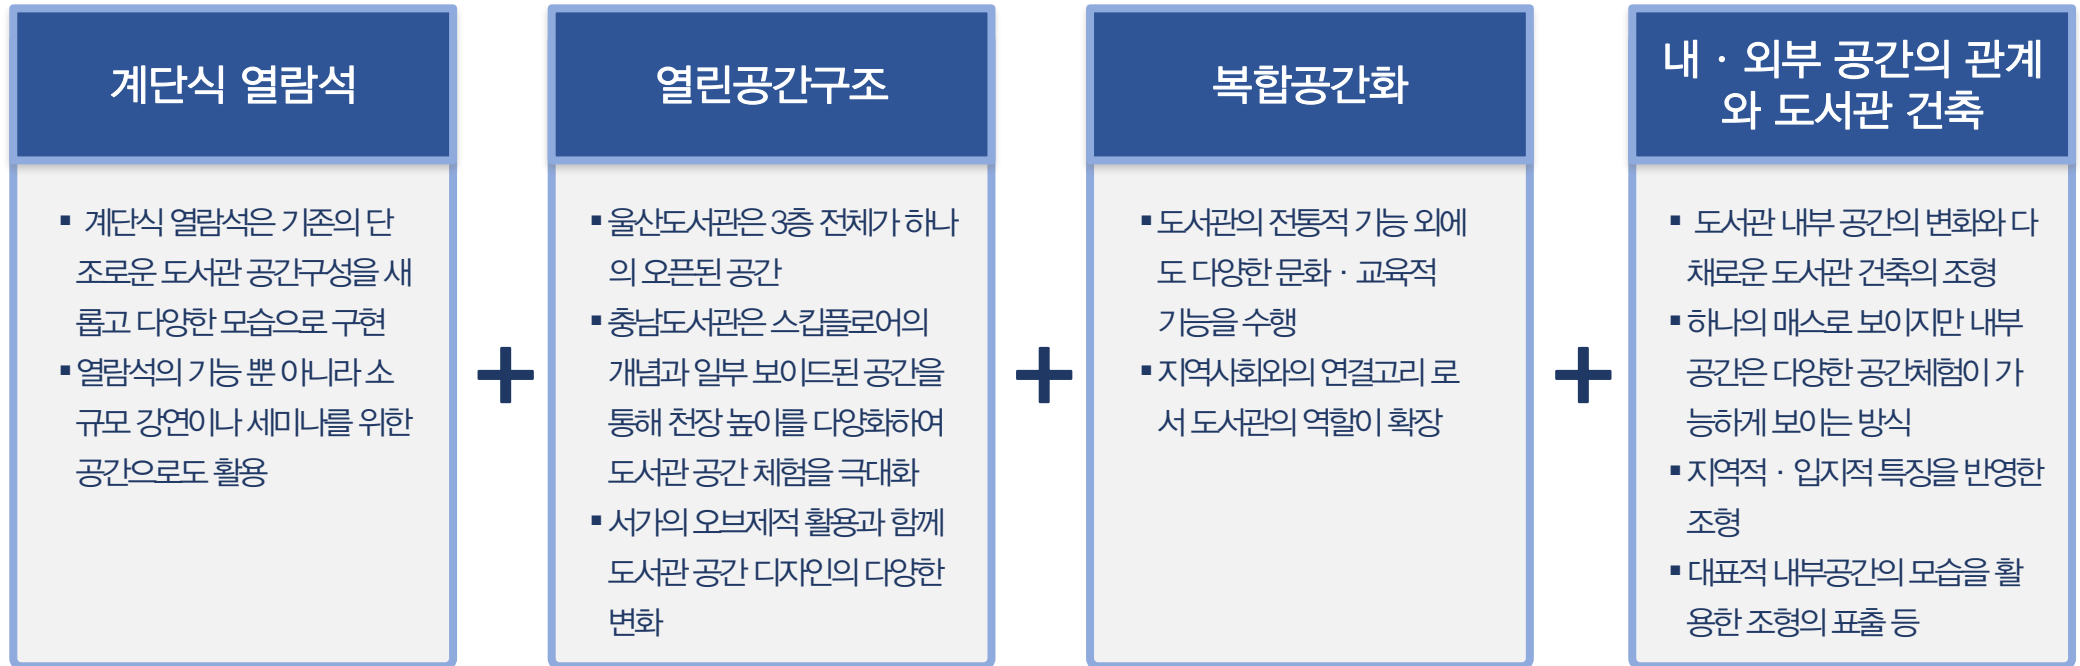 계단식 열람석
▪ 계단식 열람석은 기존의 단
조로운 도서관 공간구성을 새
롭고 다양한 모습으로 구현
▪ 열람석의 기능 뿐 아니라 소
규모 강연이나 세미나를 위한
공간으로도 활용
+
열린공간구조
▪ 울산도서관은 3층 전체가 하나
의 오픈된 공간
▪ 충남도서관은 스킵플로어의
개념과 일부 보이드된 공간을
통해 천장 높이를 다양화하여
도서관 공간 체험을 극대화
▪ 서가의 오브제적 활용과 함께
도서관 공간 디자인의 다양한
변화
+
복합공간화
▪ 도서관의 전통적 기능 외에
도 다양한 문화 · 교육적
기능을 수행
▪ 지역사회와의 연결고리 로
서 도서관의 역할이 확장
+
내 · 외부 공간의 관계
와 도서관 건축
▪ 도서관 내부 공간의 변화와 다
채로운 도서관 건축의 조형
▪ 하나의 매스로 보이지만 내부
공간은 다양한 공간체험이 가
능하게 보이는 방식
▪ 지역적 · 입지적 특징을 반영한
조형
▪ 대표적 내부공간의 모습을 활
용한 조형의 표출 등